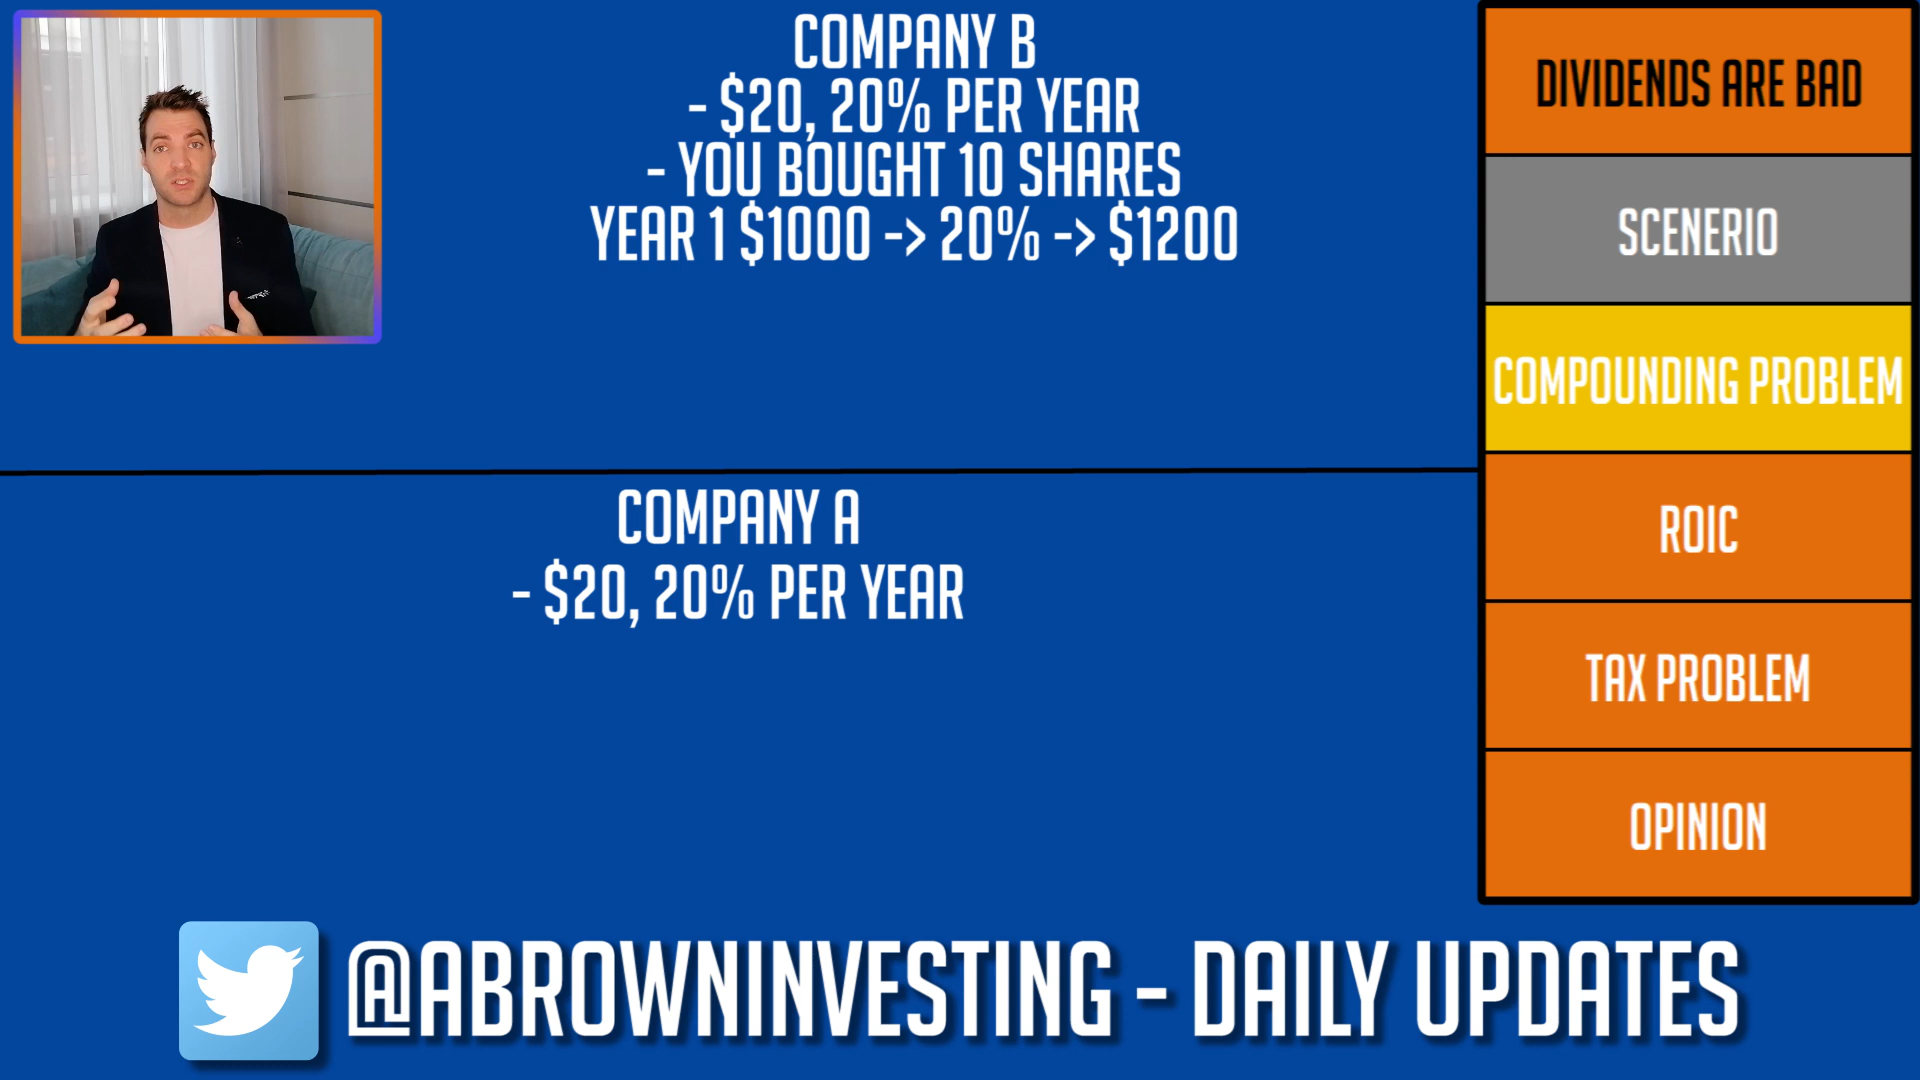 COMPANY B
- $20, 20% PER YEAR
- YOU BOUGHT 10 SHARES
YEAR 1 $1000 -> 20% -> $1200
COMPANY A
- $20, 20% PER YEAR
DIVIDENDS ARE BAD
SCENERIO
COMPOUNDING PROBLEM
ROIC
TAX PROBLEM
OPINION
@ABROWNINVESTING - DAILY UPDATES